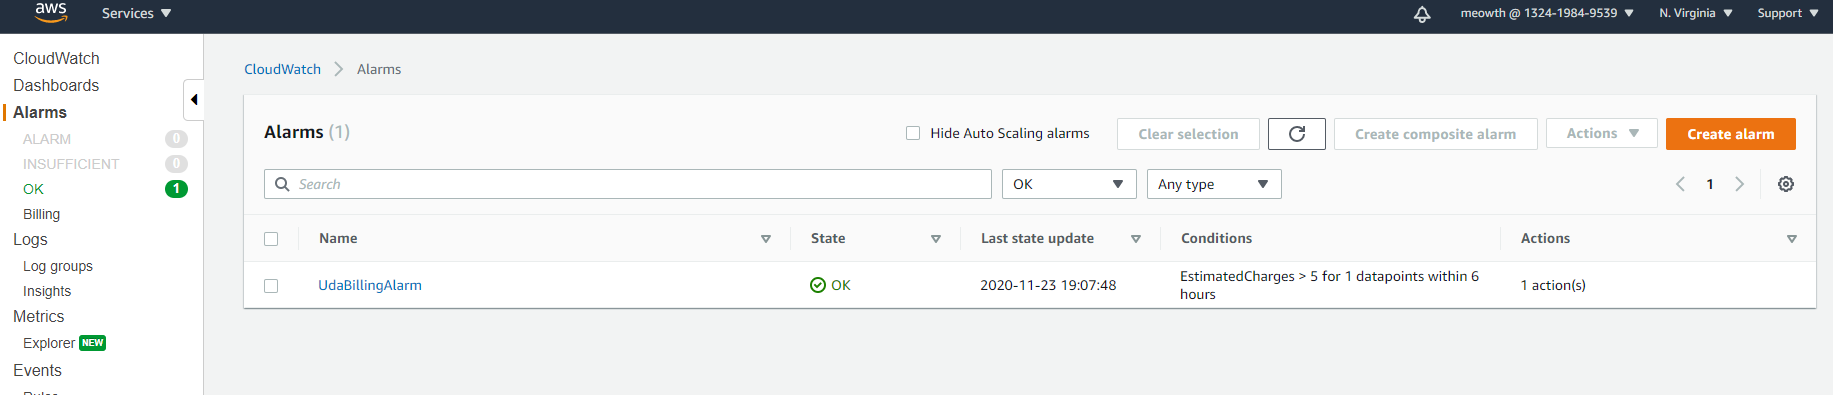 aws Services meowth @ 1324-1984-9539 N. Virginia Support
CloudWatch
Dashboards
Alarms
ALARM 0
INSUFFICIENT 0
OK 1
Billing
Logs
Log groups
Insights
Metrics
Explorer NEW
Events
Rules
CloudWatch Alarms
Alarms (1) Hide Auto Scaling alarms Clear selection Create composite alarm Actions Create alarm
Search OK Any type 1
Name State Last state update Conditions Actions
UdaBillingAlarm OK 2020-11-23 19:07:48 EstimatedCharges > 5 for 1 datapoints within 6 1 action(s)
hours